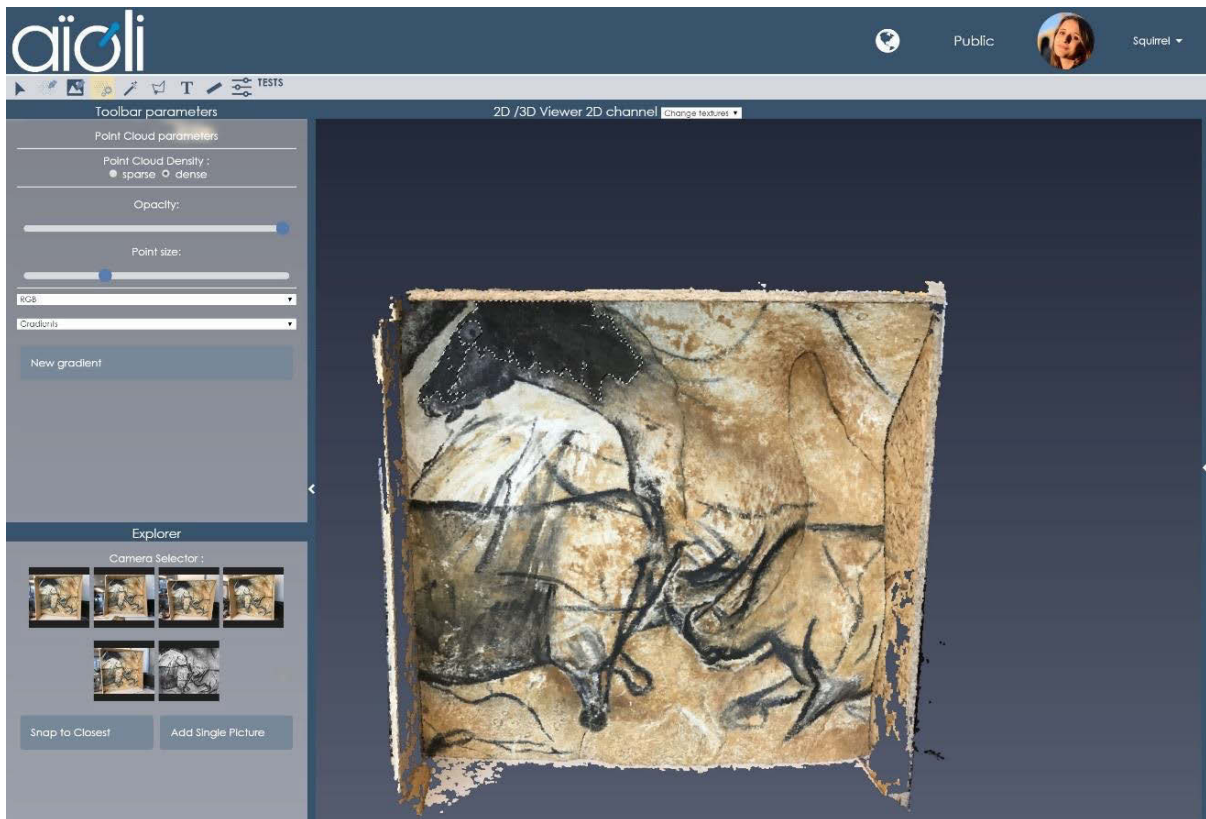 aïoli
Public
Squirrel
TESTS
Toolbar parameters
2D /3D Viewer 2D channel Change textures
Point Cloud parameters
Point Cloud Density :
sparse dense
Opacity:
Point size:
RGB
Gradients
New gradient
Explorer
Camera Selector :
Snap to Closest Add Single Picture